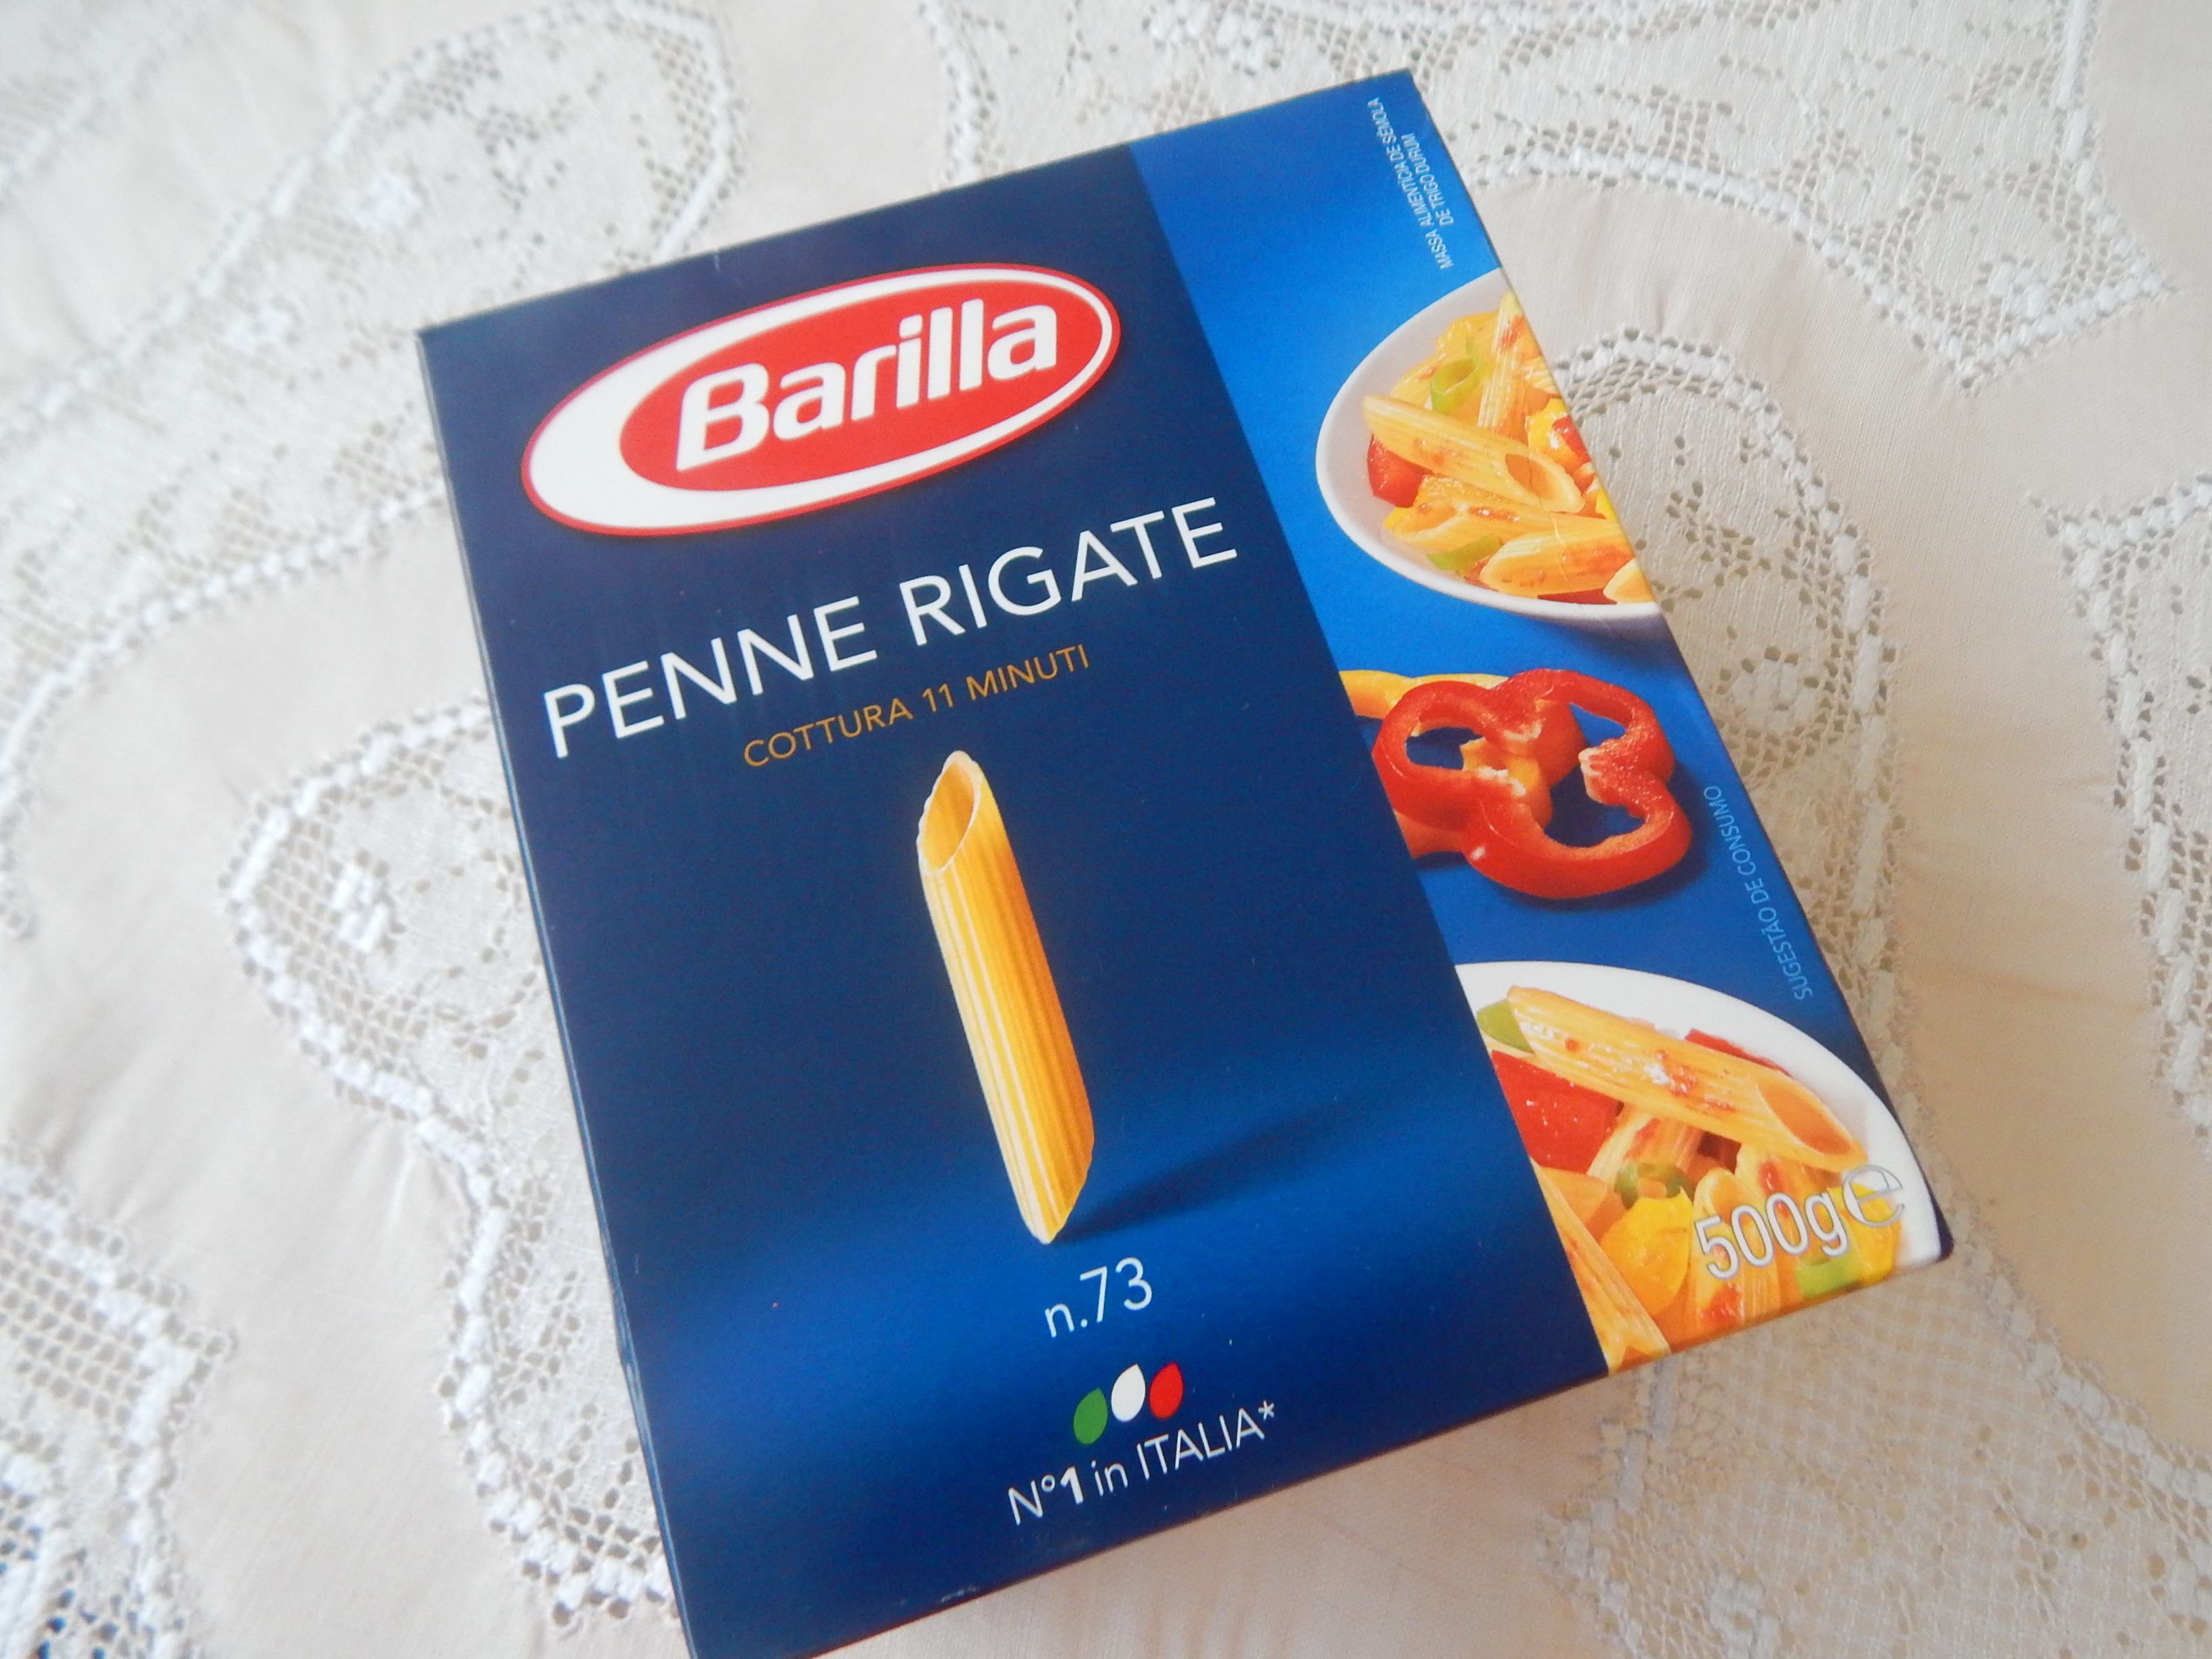 Barilla
PENNE RIGATE
COTTURA 11 MINUTI
n.73
N°1 in ITALIA*
MASSA ALIMENTÍCIA DE SÊMOLA
DE TRIGO DURUM
SUGESTÃO DE CONSUMO
500g℮